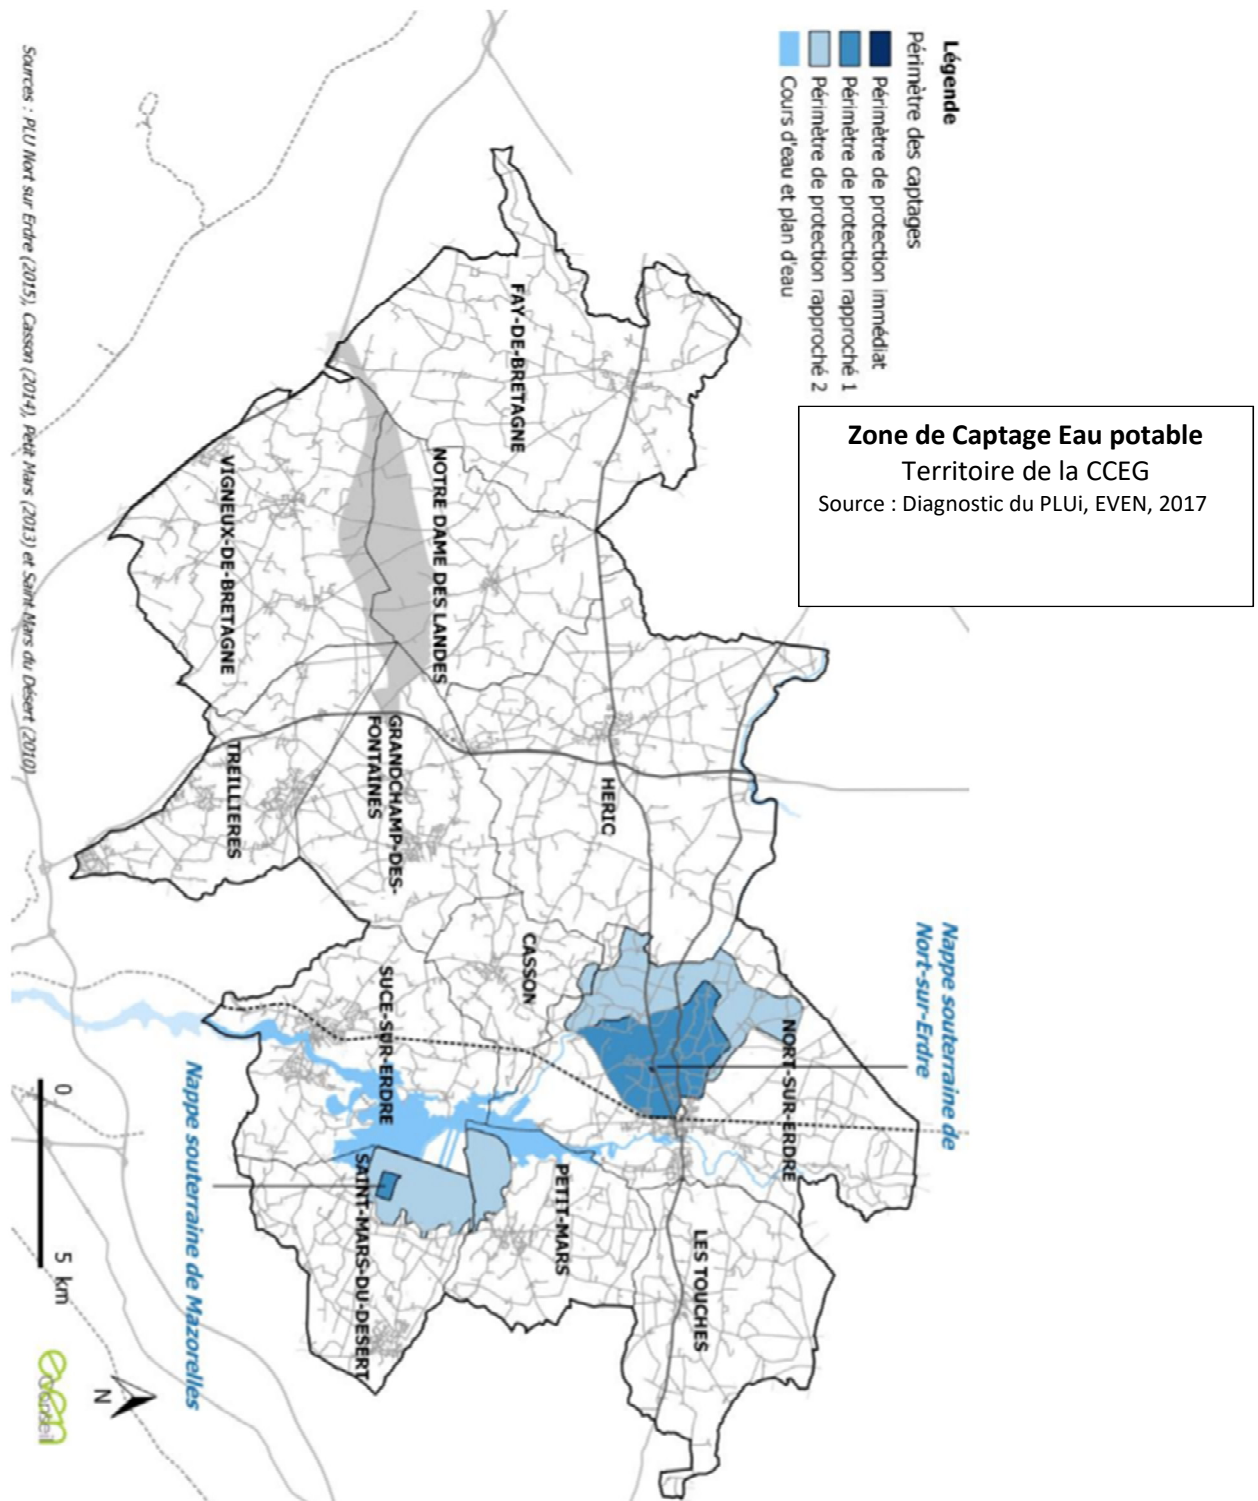 Légende
Périmètre des captages
Périmètre de protection immédiat
Périmètre de protection rapproché 1
Périmètre de protection rapproché 2
Cours d'eau et plan d'eau
Zone de Captage Eau potable
Territoire de la CCEG
Source : Diagnostic du PLUi, EVEN, 2017
Nappe souterraine de
Nort-sur-Erdre
FAY-DE-BRETAGNE
NOTRE DAME DES LANDES
VIGNEUX-DE-BRETAGNE
HERIC
GRANDCHAMP-DES-
FONTAINES
TREILLIERES
CASSON
NORT-SUR-ERDRE
SUCE-SUR-ERDRE
LES TOUCHES
PETIT-MARS
SAINT-MARS-DU-DESERT
Nappe souterraine de Mazorelles
0 5 km
N
even
conseil
Sources : PLU Nort sur Erdre (2015), Casson (2014), Petit Mars (2013) et Saint Mars du Désert (2010)